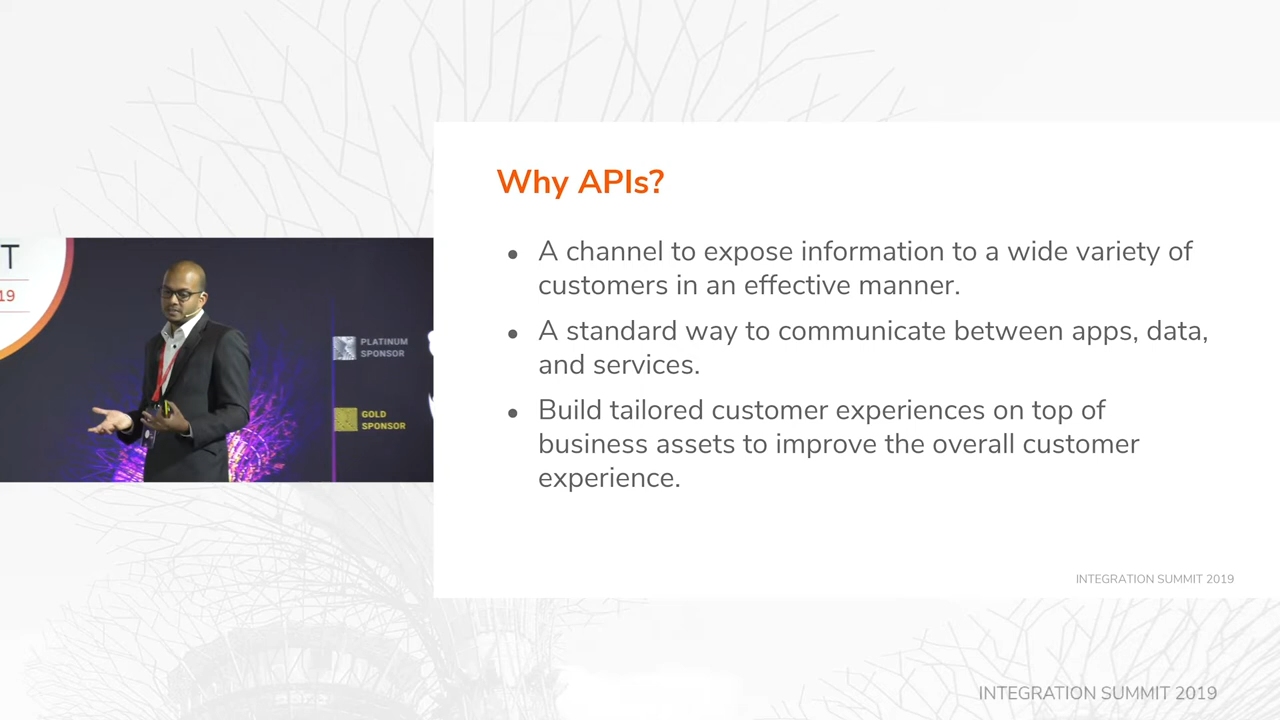 T
19
PLATINUM
SPONSOR
GOLD
SPONSOR
Why APIs?
• A channel to expose information to a wide variety of
customers in an effective manner.
• A standard way to communicate between apps, data,
and services.
• Build tailored customer experiences on top of
business assets to improve the overall customer
experience.
INTEGRATION SUMMIT 2019
INTEGRATION SUMMIT 2019